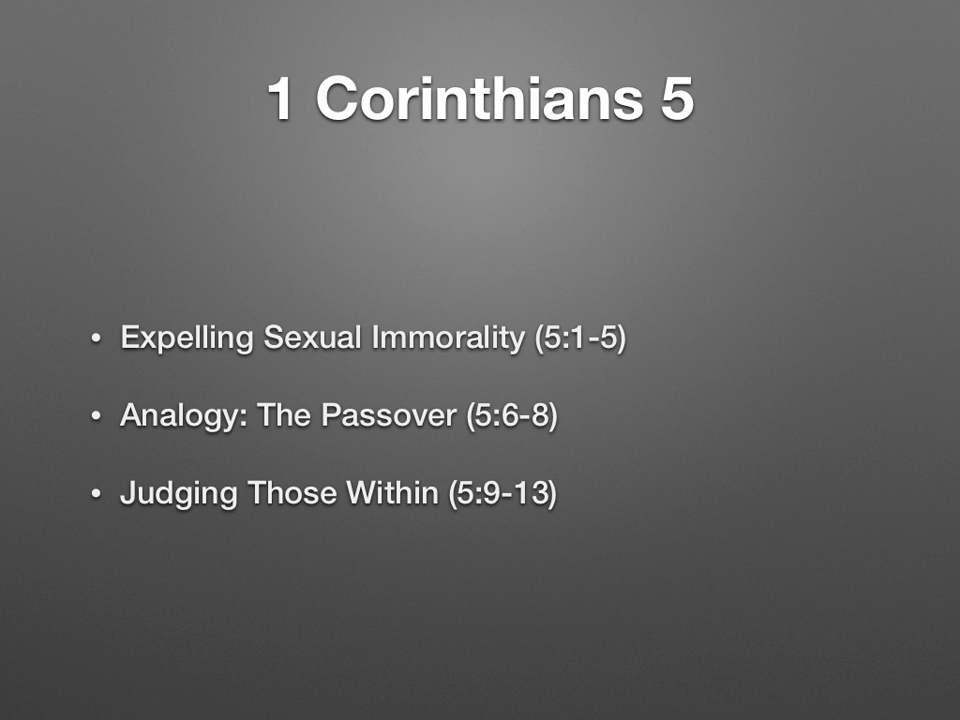 1 Corinthians 5
• Expelling Sexual Immorality (5:1-5)
• Analogy: The Passover (5:6-8)
• Judging Those Within (5:9-13)